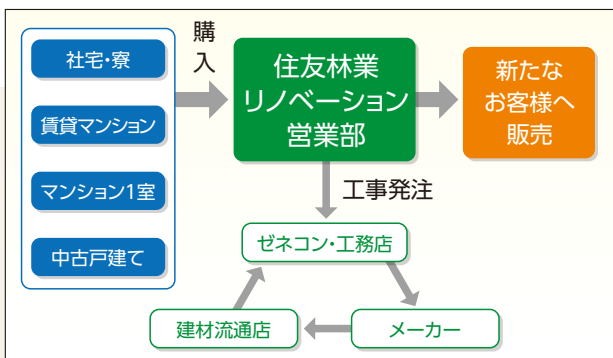 社宅・寮
賃貸マンション
マンション1室
中古戸建て
購
入
住友林業
リノベーション
営業部
新たな
お客様へ
販売
工事発注
ゼネコン・工務店
建材流通店
メーカー